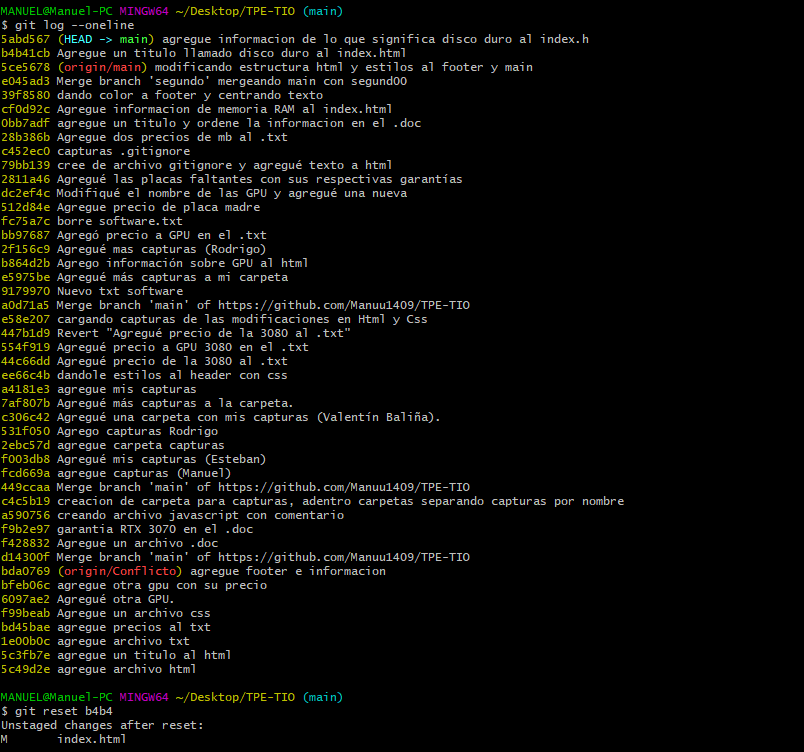 MANUEL@Manuel-PC MINGW64 ~/Desktop/TPE-TIO (main)
$ git log --oneline
5abd567 (HEAD -> main) agregue informacion de lo que significa disco duro al index.h
b4b41cb Agregue un titulo llamado disco duro al index.html
5ce5678 (origin/main) modificando estructura html y estilos al footer y main
e045ad3 Merge branch 'segundo' mergeando main con segundOO
39f8580 dando color a footer y centrando texto
cf0d92c Agregue informacion de memoria RAM al index.html
0bb7adf agregue un titulo y ordene la informacion en el .doc
28b386b Agregue dos precios de mb al .txt
c452ec0 capturas .gitignore
79bb139 cree de archivo gitignore y agregué texto a html
2811a46 Agregué las placas faltantes con sus respectivas garantías
dc2ef4c Modifiqué el nombre de las GPU y agregué una nueva
512d84e Agregue precio de placa madre
fc75a7c borre software.txt
bb97687 Agregó precio a GPU en el .txt
2f156c9 Agregué mas capturas (Rodrigo)
b864d2b Agrego información sobre GPU al html
e5975be Agregué más capturas a mi carpeta
9179970 Nuevo txt software
a0d71a5 Merge branch 'main' of https://github.com/Manuu1409/TPE-TIO
e58e207 cargando capturas de las modificaciones en Html y Css
447b1d9 Revert "Agregué precio de la 3080 al .txt"
554f919 Agregué precio a GPU 3080 en el .txt
44c66dd Agregué precio de la 3080 al .txt
ee66c4b dandole estilos al header con css
a4181e3 agregue mis capturas
7af807b Agregué más capturas a la carpeta.
c306c42 Agregué una carpeta con mis capturas (Valentín Baliña).
531f050 Agrego capturas Rodrigo
2ebc57d agregue carpeta capturas
f003db8 Agregué mis capturas (Esteban)
fcd669a agregue capturas (Manuel)
449ccaa Merge branch 'main' of https://github.com/Manuu1409/TPE-TIO
c4c5b19 creacion de carpeta para capturas, adentro carpetas separando capturas por nombre
a590756 creando archivo javascript con comentario
f9b2e97 garantia RTX 3070 en el .doc
f428832 Agregue un archivo .doc
d14300f Merge branch 'main' of https://github.com/Manuu1409/TPE-TIO
bda0769 (origin/Conflicto) agregue footer e informacion
bfeb06c agregue otra gpu con su precio
6097ae2 Agregué otra GPU.
f99beab Agregue un archivo css
bd45bae agregue precios al txt
1e00b0c agregue archivo txt
5c3fb7e agregue un titulo al html
5c49d2e agregue archivo html
MANUEL@Manuel-PC MINGW64 ~/Desktop/TPE-TIO (main)
$ git reset b4b4
Unstaged changes after reset:
M index.html